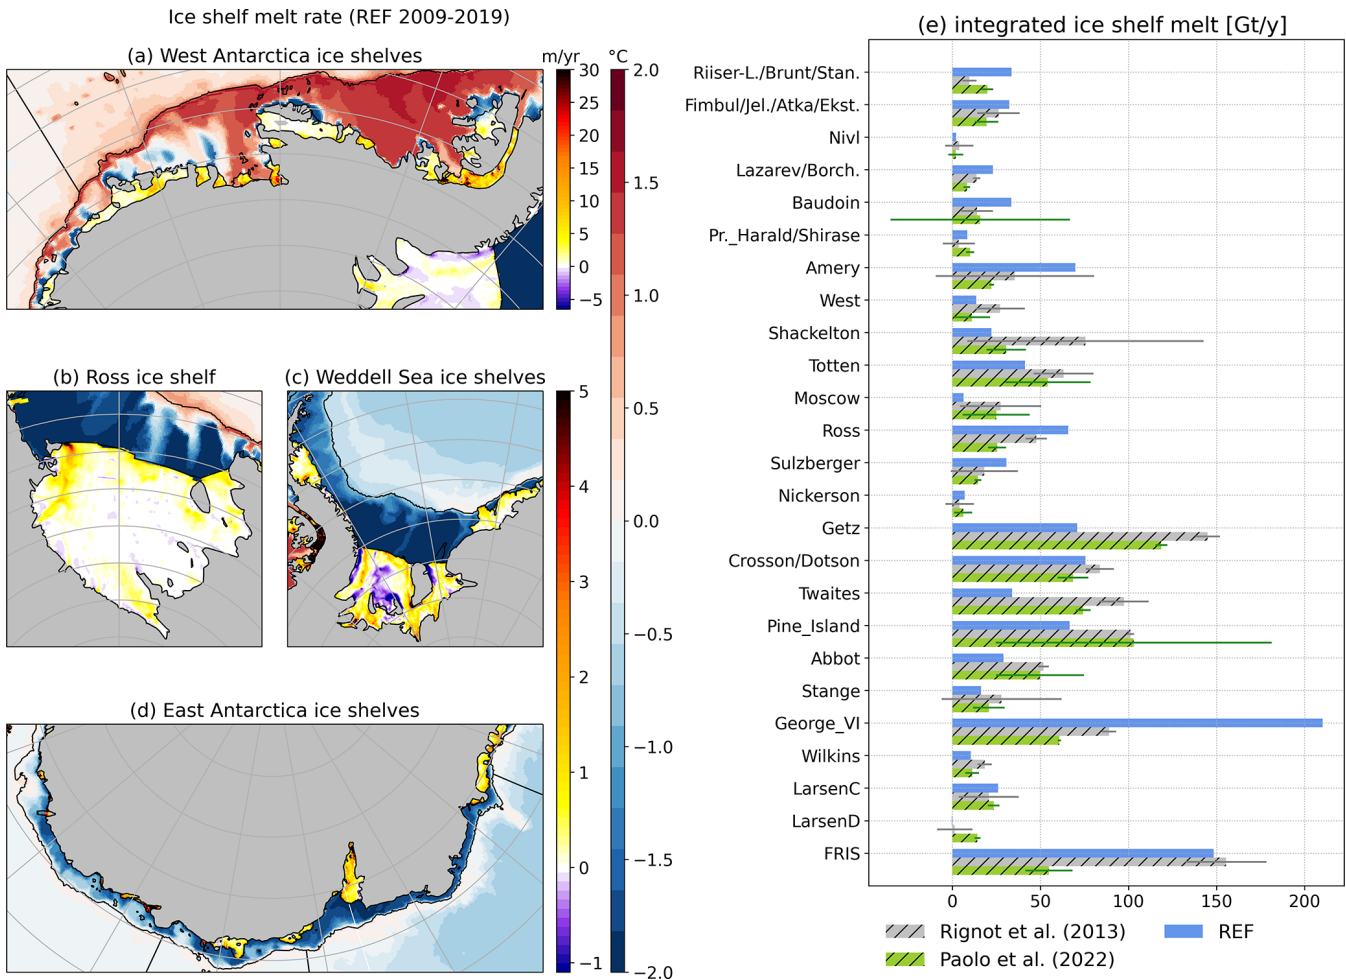 Ice shelf melt rate (REF 2009-2019)
(a) West Antarctica ice shelves
m/yr
°C
30
25
20
15
10
5
0
−5
2.0
1.5
1.0
0.5
0.0
−0.5
−1.0
−1.5
−2.0
(b) Ross ice shelf
(c) Weddell Sea ice shelves
5
4
3
2
1
0
−1
(d) East Antarctica ice shelves
(e) integrated ice shelf melt [Gt/y]
Riiser-L./Brunt/Stan.
Fimbul/Jel./Atka/Ekst.
Nivl
Lazarev/Borch.
Baudoin
Pr._Harald/Shirase
Amery
West
Shackelton
Totten
Moscow
Ross
Sulzberger
Nickerson
Getz
Crosson/Dotson
Twaites
Pine_Island
Abbot
Stange
George_VI
Wilkins
LarsenC
LarsenD
FRIS
0 50 100 150 200
Rignot et al. (2013)
REF
Paolo et al. (2022)